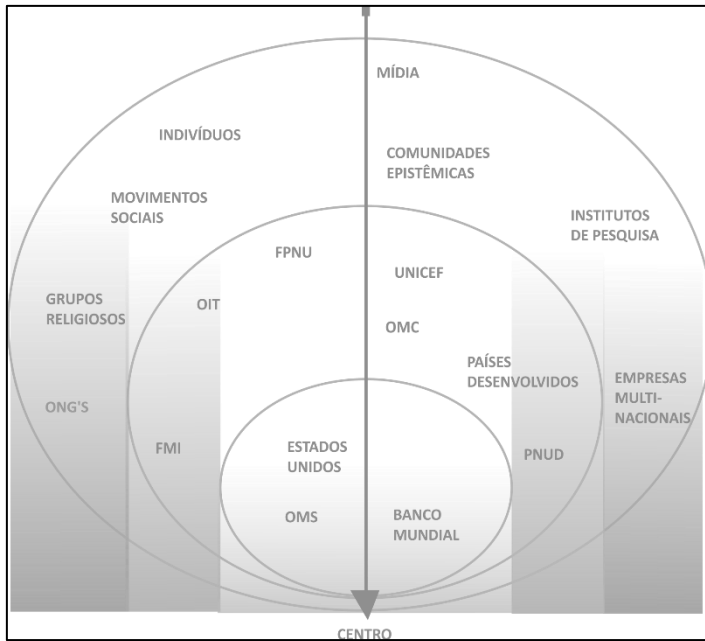 MÍDIA
INDIVÍDUOS
COMUNIDADES
EPISTÊMICAS
MOVIMENTOS
SOCIAIS
INSTITUTOS
DE PESQUISA
FPNU
UNICEF
GRUPOS
RELIGIOSOS
OIT
OMC
PAÍSES
DESENVOLVIDOS
EMPRESAS
MULTI-
NACIONAIS
ONG'S
FMI
ESTADOS
UNIDOS
PNUD
OMS
BANCO
MUNDIAL
CENTRO